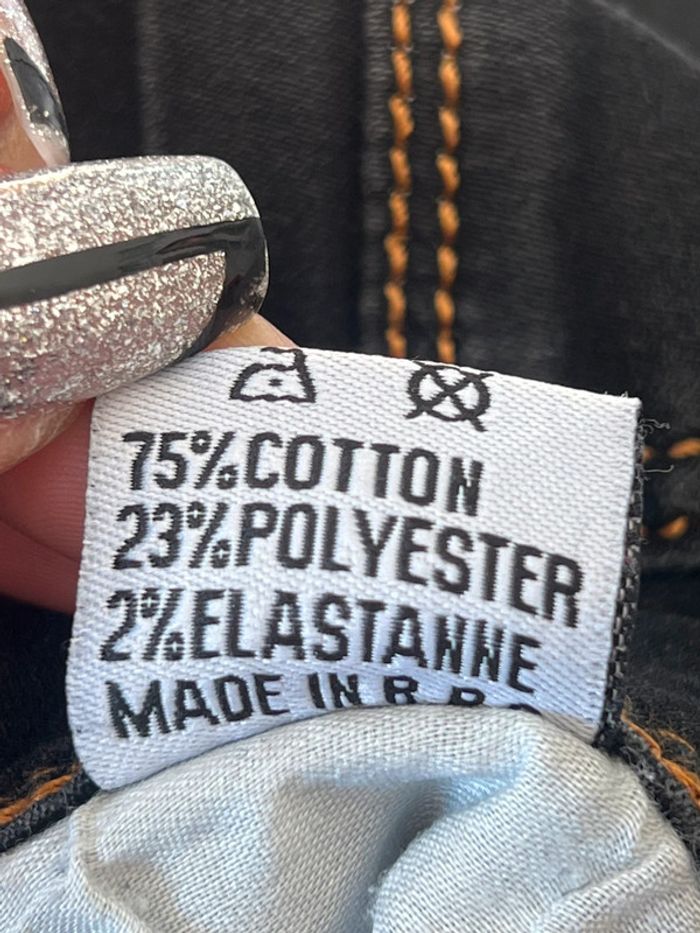 75%COTTON
23%POLYESTER
2%ELASTANNE
MADE IN